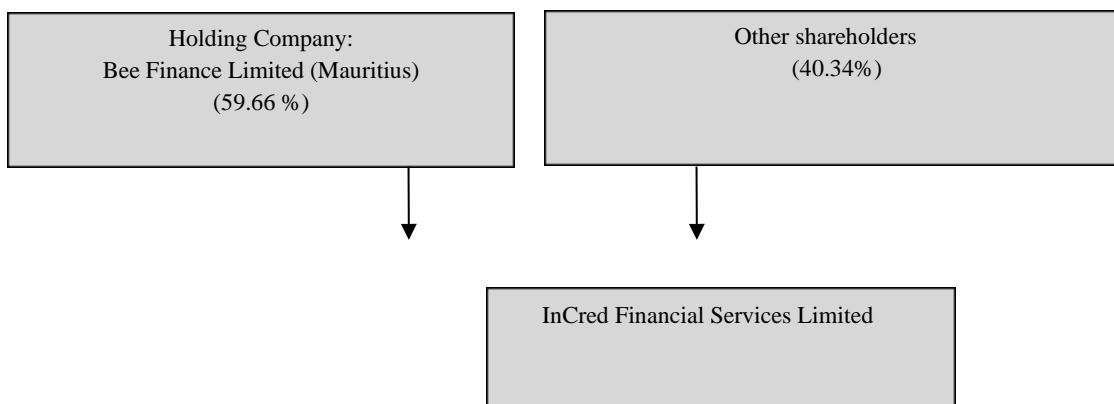 Holding Company:
Bee Finance Limited (Mauritius)
(59.66 %)
Other shareholders
(40.34%)
InCred Financial Services Limited